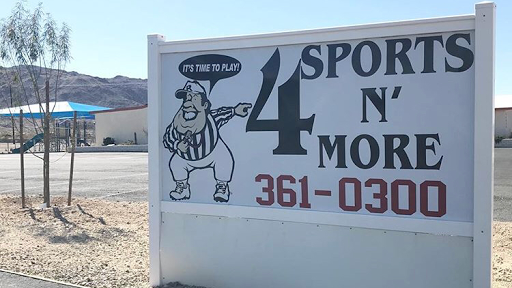 IT'S TIME TO PLAY!
4 SPORTS
N'
MORE
361-0300